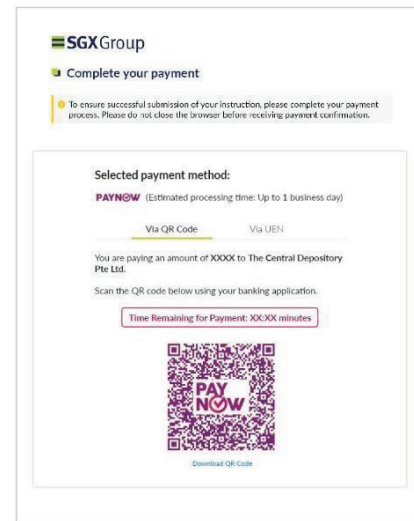 SGXGroup
Complete your payment
To ensure successful submission of your instruction, please complete your payment
process. Please do not close the browser before receiving payment confirmation.
Selected payment method:
PAYNOW (Estimated processing time: Up to 1 business day)
Via QR Code Via UEN
You are paying an amount of XXXX to The Central Depository
Pte Ltd.
Scan the QR code below using your banking application.
Time Remaining for Payment: XX:XX minutes
PAY
NOW
Download QR Code